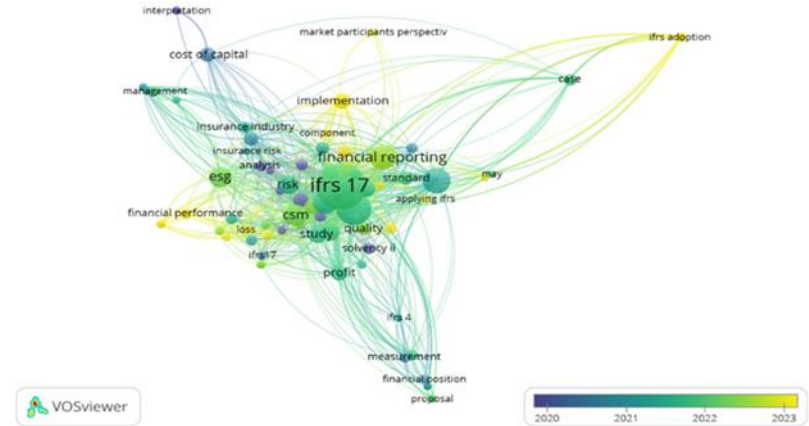 interpretation
market participants perspectiv
ifrs adoption
cost of capital
case
management
implementation
insurance industry
component
insurance risk
financial reporting
analysis
esg
risk
ifrs 17
standard
may
applying ifrs
financial performance
csm
loss
study
quality
ifrs17
solvency ii
profit
ifrs 4
measurement
financial position
proposal
VOSviewer
2020 2021 2022 2023